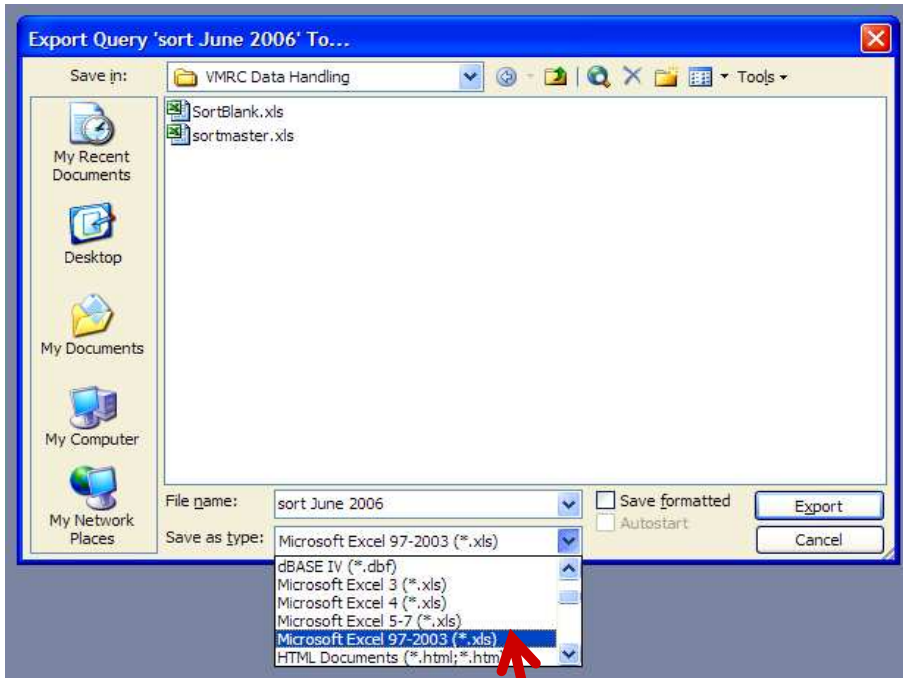 Export Query 'sort June 2006' To...
Save in:
VMRC Data Handling
Tools
SortBlank.xls
sortmaster.xls
My Recent
Documents
Desktop
My Documents
My Computer
My Network
Places
File name:
sort June 2006
Save formatted
Export
Save as type:
Microsoft Excel 97-2003 (*.xls)
Autostart
Cancel
dBASE IV (*.dbf)
Microsoft Excel 3 (*.xls)
Microsoft Excel 4 (*.xls)
Microsoft Excel 5-7 (*.xls)
Microsoft Excel 97-2003 (*.xls)
HTML Documents (*.html;*.htm